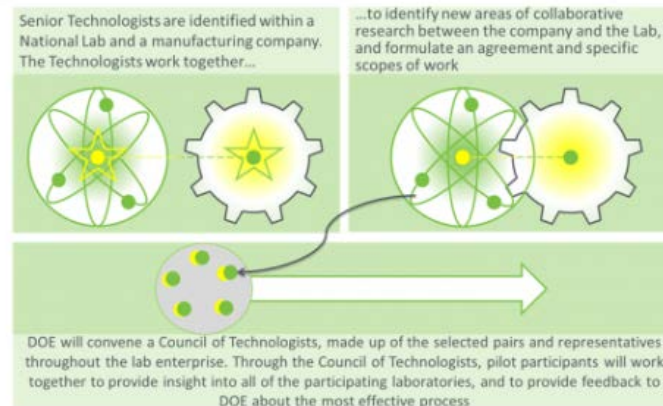 Senior Technologists are identified within a
National Lab and a manufacturing company.
The Technologists work together…
…to identify new areas of collaborative
research between the company and the Lab,
and formulate an agreement and specific
scopes of work
DOE will convene a Council of Technologists, made up of the selected pairs and representatives
throughout the lab enterprise. Through the Council of Technologists, pilot participants will work
together to provide insight into all of the participating laboratories, and to provide feedback to
DOE about the most effective process